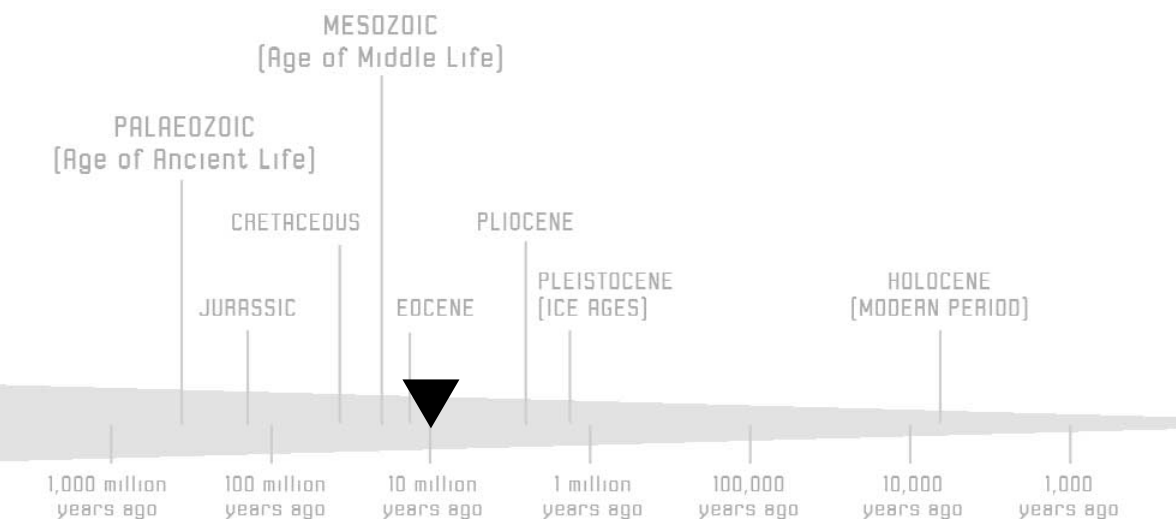 MESOZOIC
(Age of Middle Life)
PALAEOZOIC
(Age of Ancient Life)
CRETACEOUS
PLIOCENE
JURASSIC
EOCENE
PLEISTOCENE
(ICE AGES)
HOLOCENE
(MODERN PERIOD)
1,000 million
years ago
100 million
years ago
10 million
years ago
1 million
years ago
100,000
years ago
10,000
years ago
1,000
years ago